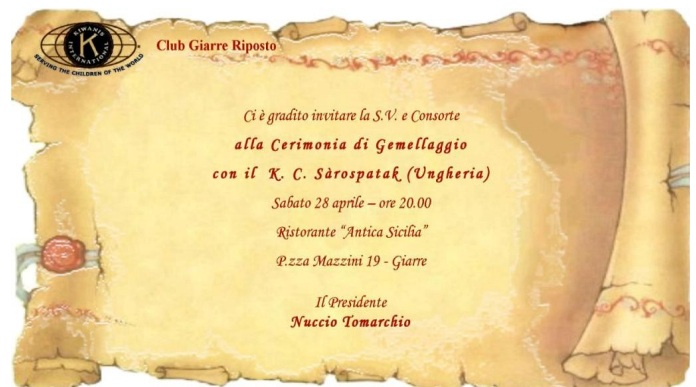 KIWANIS
K
INTERNATIONAL
SERVING THE CHILDREN OF THE WORLD
Club Giarre Riposto
Ci è gradito invitare la S.V. e Consorte
alla Cerimonia di Gemellaggio
con il K. C. Sàrospatak (Ungheria)
Sabato 28 aprile – ore 20.00
Ristorante “Antica Sicilia”
P.zza Mazzini 19 - Giarre
Il Presidente
Nuccio Tomarchio